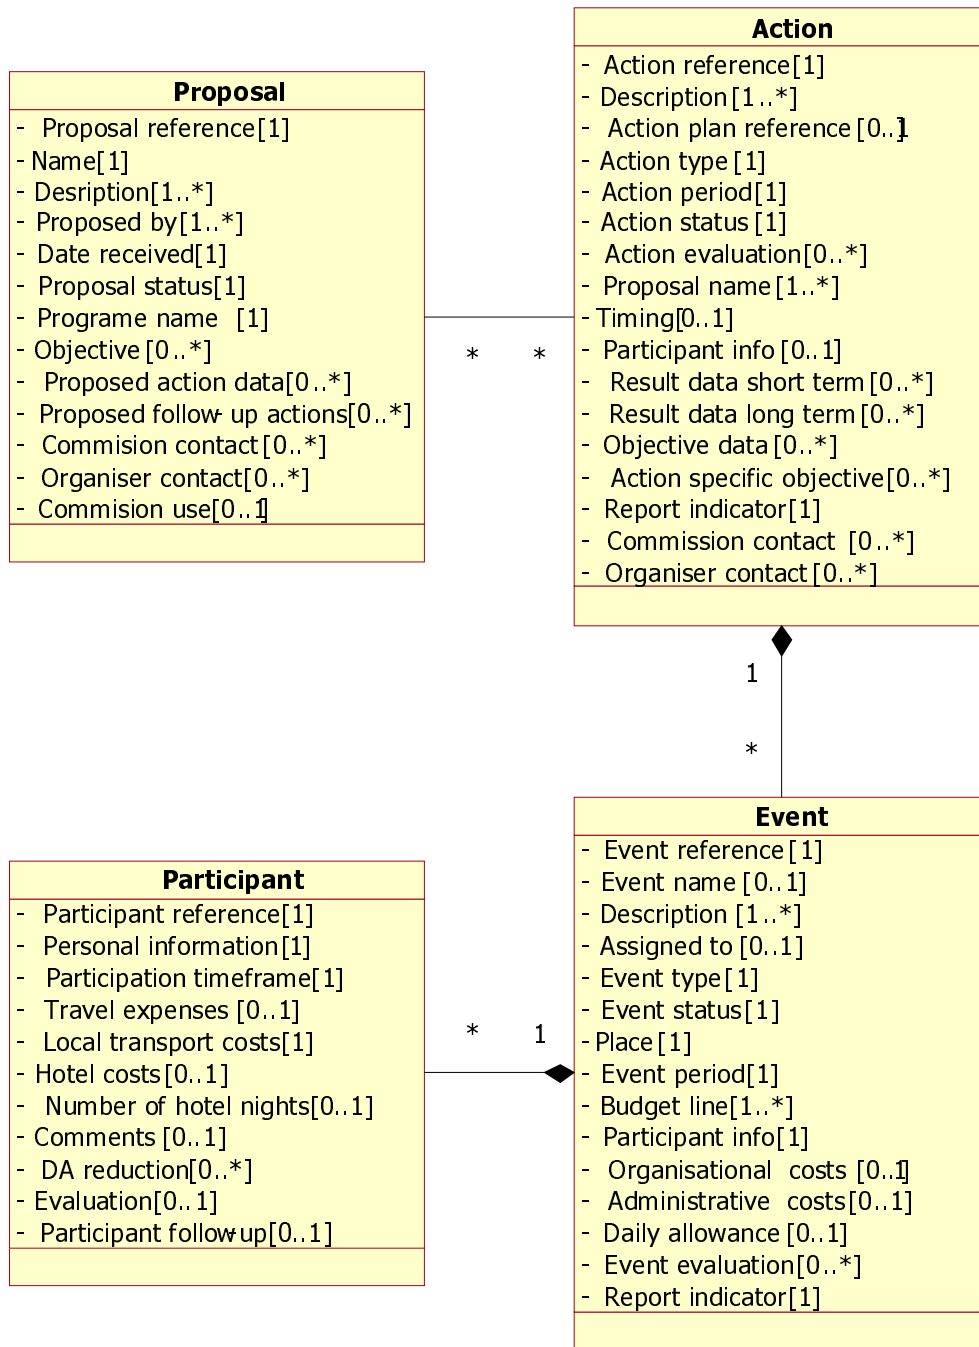 Proposal
- Proposal reference[1]
- Name[1]
- Desription[1..*]
- Proposed by[1..*]
- Date received[1]
- Proposal status[1]
- Programe name [1]
- Objective[0..*]
- Proposed action data[0..*]
- Proposed follow-up actions[0..*]
- Commision contact[0..*]
- Organiser contact[0..*]
- Commision use[0..1]
* *
Action
- Action reference[1]
- Description[1..*]
- Action plan reference[0..1]
- Action type[1]
- Action period[1]
- Action status[1]
- Action evaluation[0..*]
- Proposal name[1..*]
- Timing[0..1]
- Participant info[0..1]
- Result data short term[0..*]
- Result data long term[0..*]
- Objective data[0..*]
- Action specific objective[0..*]
- Report indicator[1]
- Commission contact [0..*]
- Organiser contact[0..*]
1
*
Participant
- Participant reference[1]
- Personal information[1]
- Participation timeframe[1]
- Travel expenses [0..1]
- Local transport costs[1]
- Hotel costs[0..1]
- Number of hotel nights[0..1]
- Comments[0..1]
- DA reduction[0..*]
- Evaluation[0..1]
- Participant follow-up[0..1]
* 1
Event
- Event reference[1]
- Event name[0..1]
- Description [1..*]
- Assigned to[0..1]
- Event type[1]
- Event status[1]
- Place[1]
- Event period[1]
- Budget line[1..*]
- Participant info[1]
- Organisational costs [0..1]
- Administrative costs[0..1]
- Daily allowance [0..1]
- Event evaluation[0..*]
- Report indicator[1]